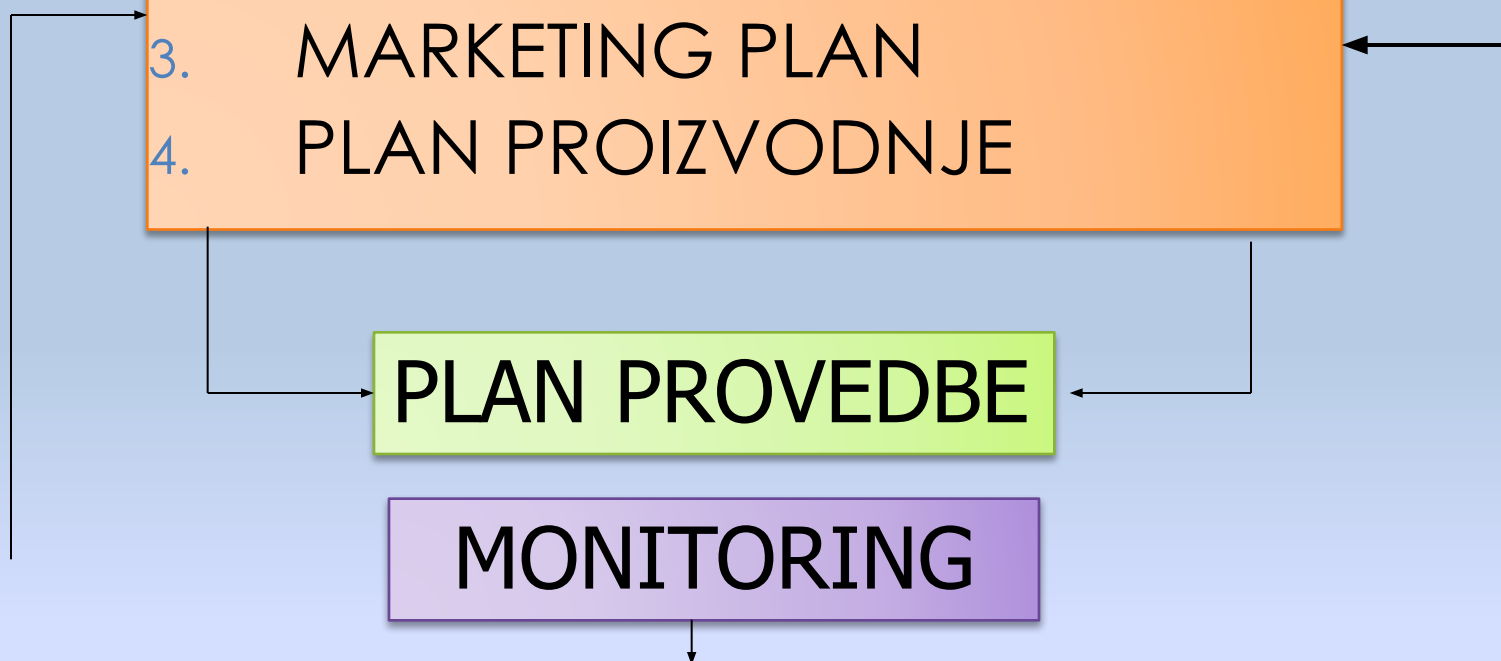 3. MARKETING PLAN
4. PLAN PROIZVODNJE
PLAN PROVEDBE
MONITORING